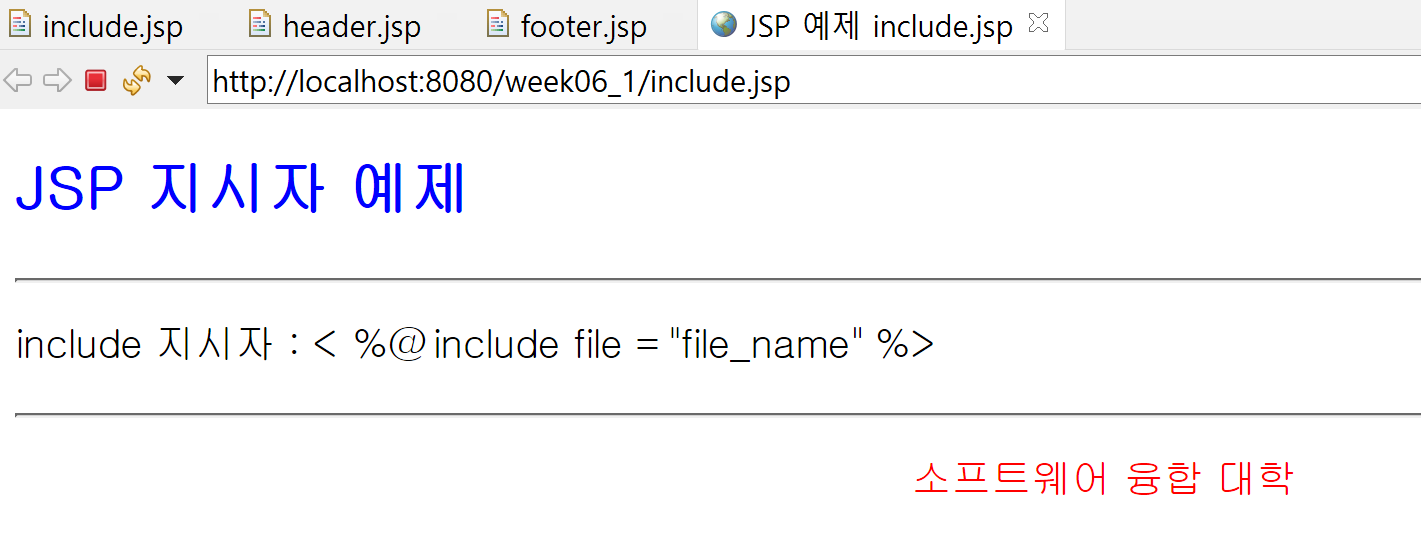 include.jsp header.jsp footer.jsp JSP 예제 include.jsp
http://localhost:8080/week06_1/include.jsp
JSP 지시자 예제
include 지시자 : < %@include file = "file_name" %>
소프트웨어 융합 대학